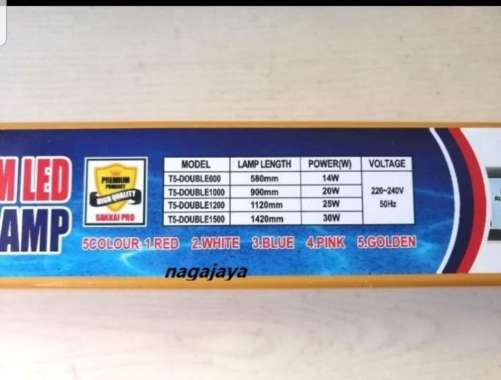 M LED
AMP
PREMIUM
PRODUCT
HIGH QUALITY
SAKKAI PRO
MODEL LAMP LENGTH POWER(W) VOLTAGE
T5-DOUBLE600 580mm 14W
T5-DOUBLE1000 900mm 20W
T5-DOUBLE1200 1120mm 25W
T5-DOUBLE1500 1420mm 30W
220~240V
50Hz
5COLOUR 1.RED 2.WHITE 3.BLUE 4.PINK 5.GOLDEN
nagajaya